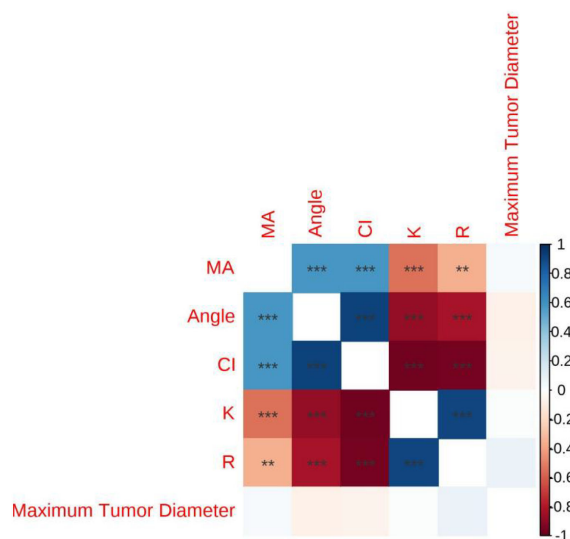 MA
Angle
CI
K
R
Maximum Tumor Diameter
MA *** *** *** **
Angle *** *** *** ***
CI *** *** *** ***
K *** *** *** ***
R ** *** *** ***
Maximum Tumor Diameter
1
0.8
0.6
0.4
0.2
0
-0.2
-0.4
-0.6
-0.8
-1